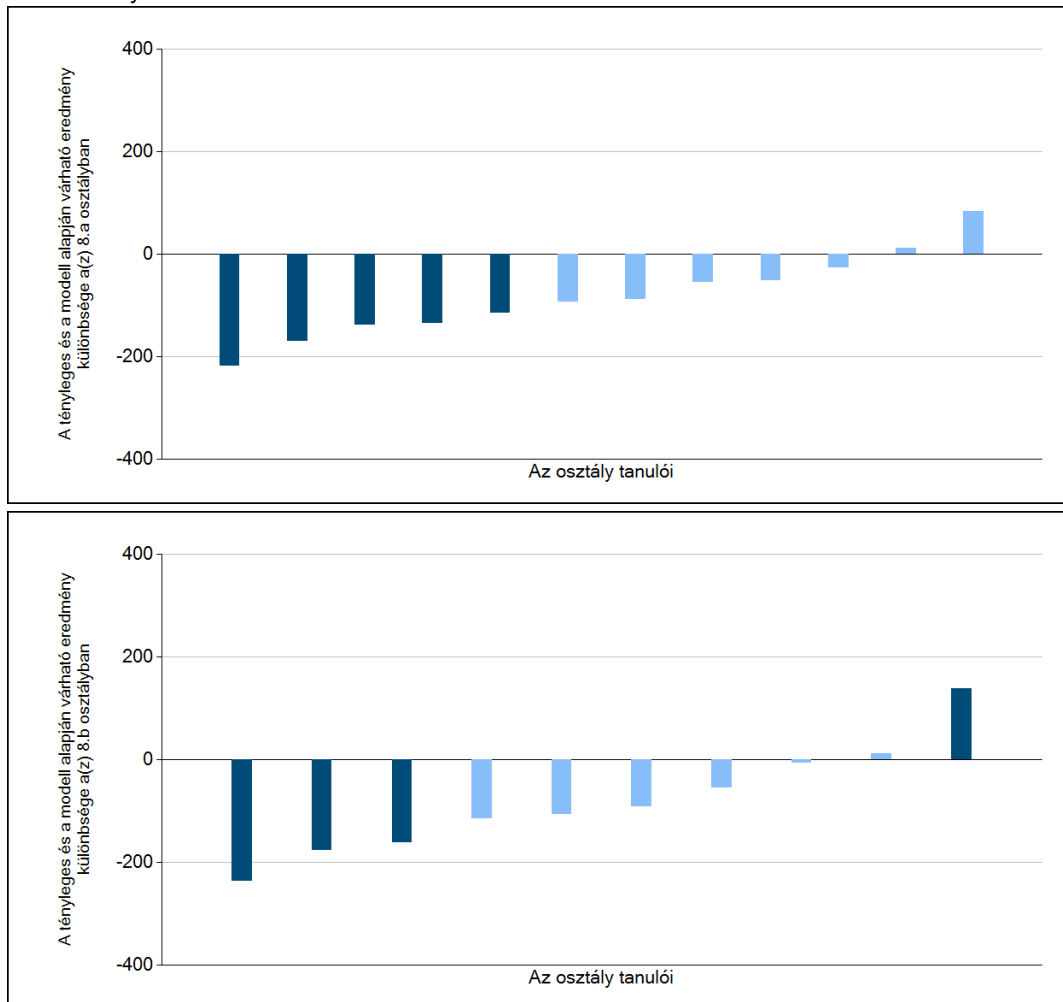 400
200
0
-200
-400
A tényleges és a modell alapján várható eredmény
különbsége a(z) 8.a osztályban
Az osztály tanulói
400
200
0
-200
-400
A tényleges és a modell alapján várható eredmény
különbsége a(z) 8.b osztályban
Az osztály tanulói